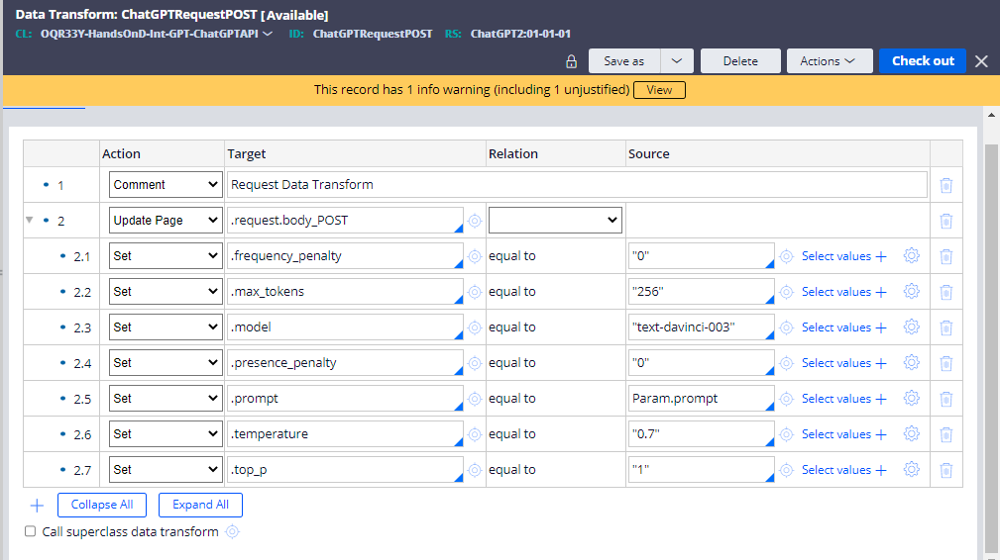 Data Transform: ChatGPTRequestPOST [Available]
CL: OQR33Y-HandsOnD-Int-GPT-ChatGPTAPI ID: ChatGPTRequestPOST RS: ChatGPT2:01-01-01
Save as Delete Actions Check out
This record has 1 info warning (including 1 unjustified) View
Action Target Relation Source
1 Comment Request Data Transform
2 Update Page .request.body_POST
2.1 Set .frequency_penalty equal to "0" Select values
2.2 Set .max_tokens equal to "256" Select values
2.3 Set .model equal to "text-davinci-003" Select values
2.4 Set .presence_penalty equal to "0" Select values
2.5 Set .prompt equal to Param.prompt Select values
2.6 Set .temperature equal to "0.7" Select values
2.7 Set .top_p equal to "1" Select values
Collapse All Expand All
Call superclass data transform